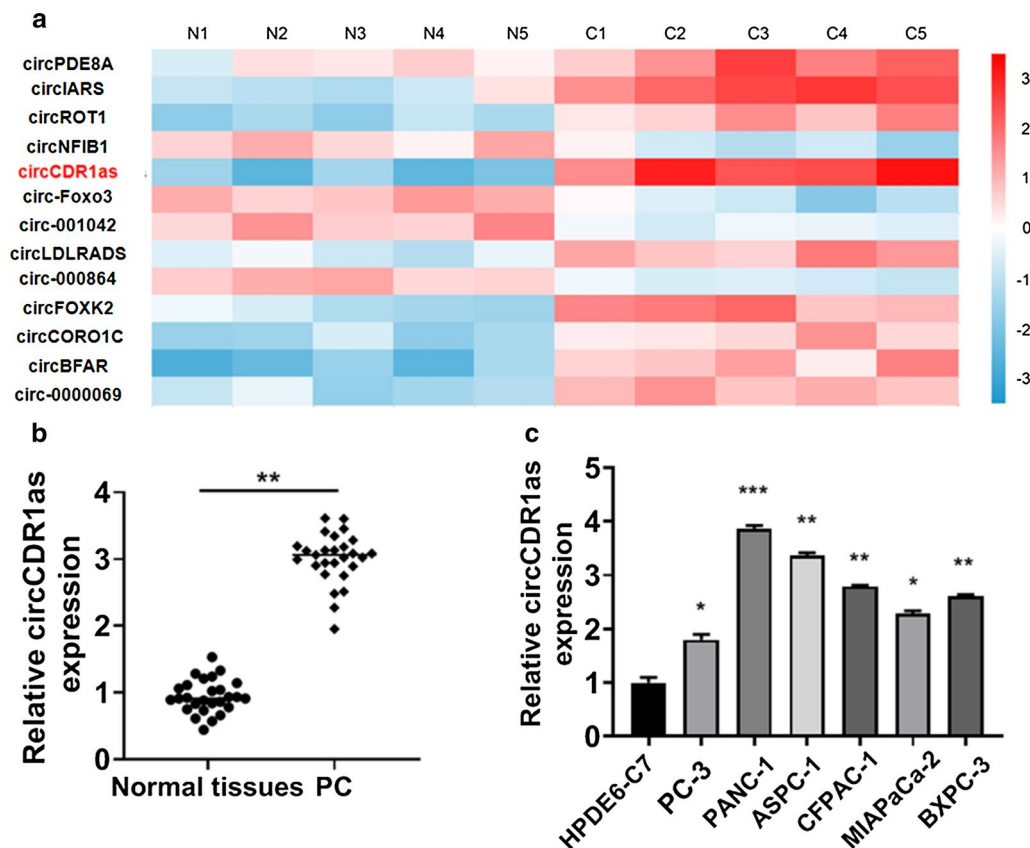 a
N1 N2 N3 N4 N5 C1 C2 C3 C4 C5
circPDE8A
circIARS
circROT1
circNFIB1
circCDR1as
circ-Foxo3
circ-001042
circLDLRADS
circ-000864
circFOXK2
circCORO1C
circBFAR
circ-0000069
3
2
1
0
-1
-2
-3
b
Relative circCDR1as
expression
4
3
2
1
0
**
Normal tissues PC
c
Relative circCDR1as
expression
5
4
3
2
1
0
* *** ** ** * **
HPDE6-C7
PC-3
PANC-1
ASPC-1
CFPAC-1
MIAPaCa-2
BXPC-3